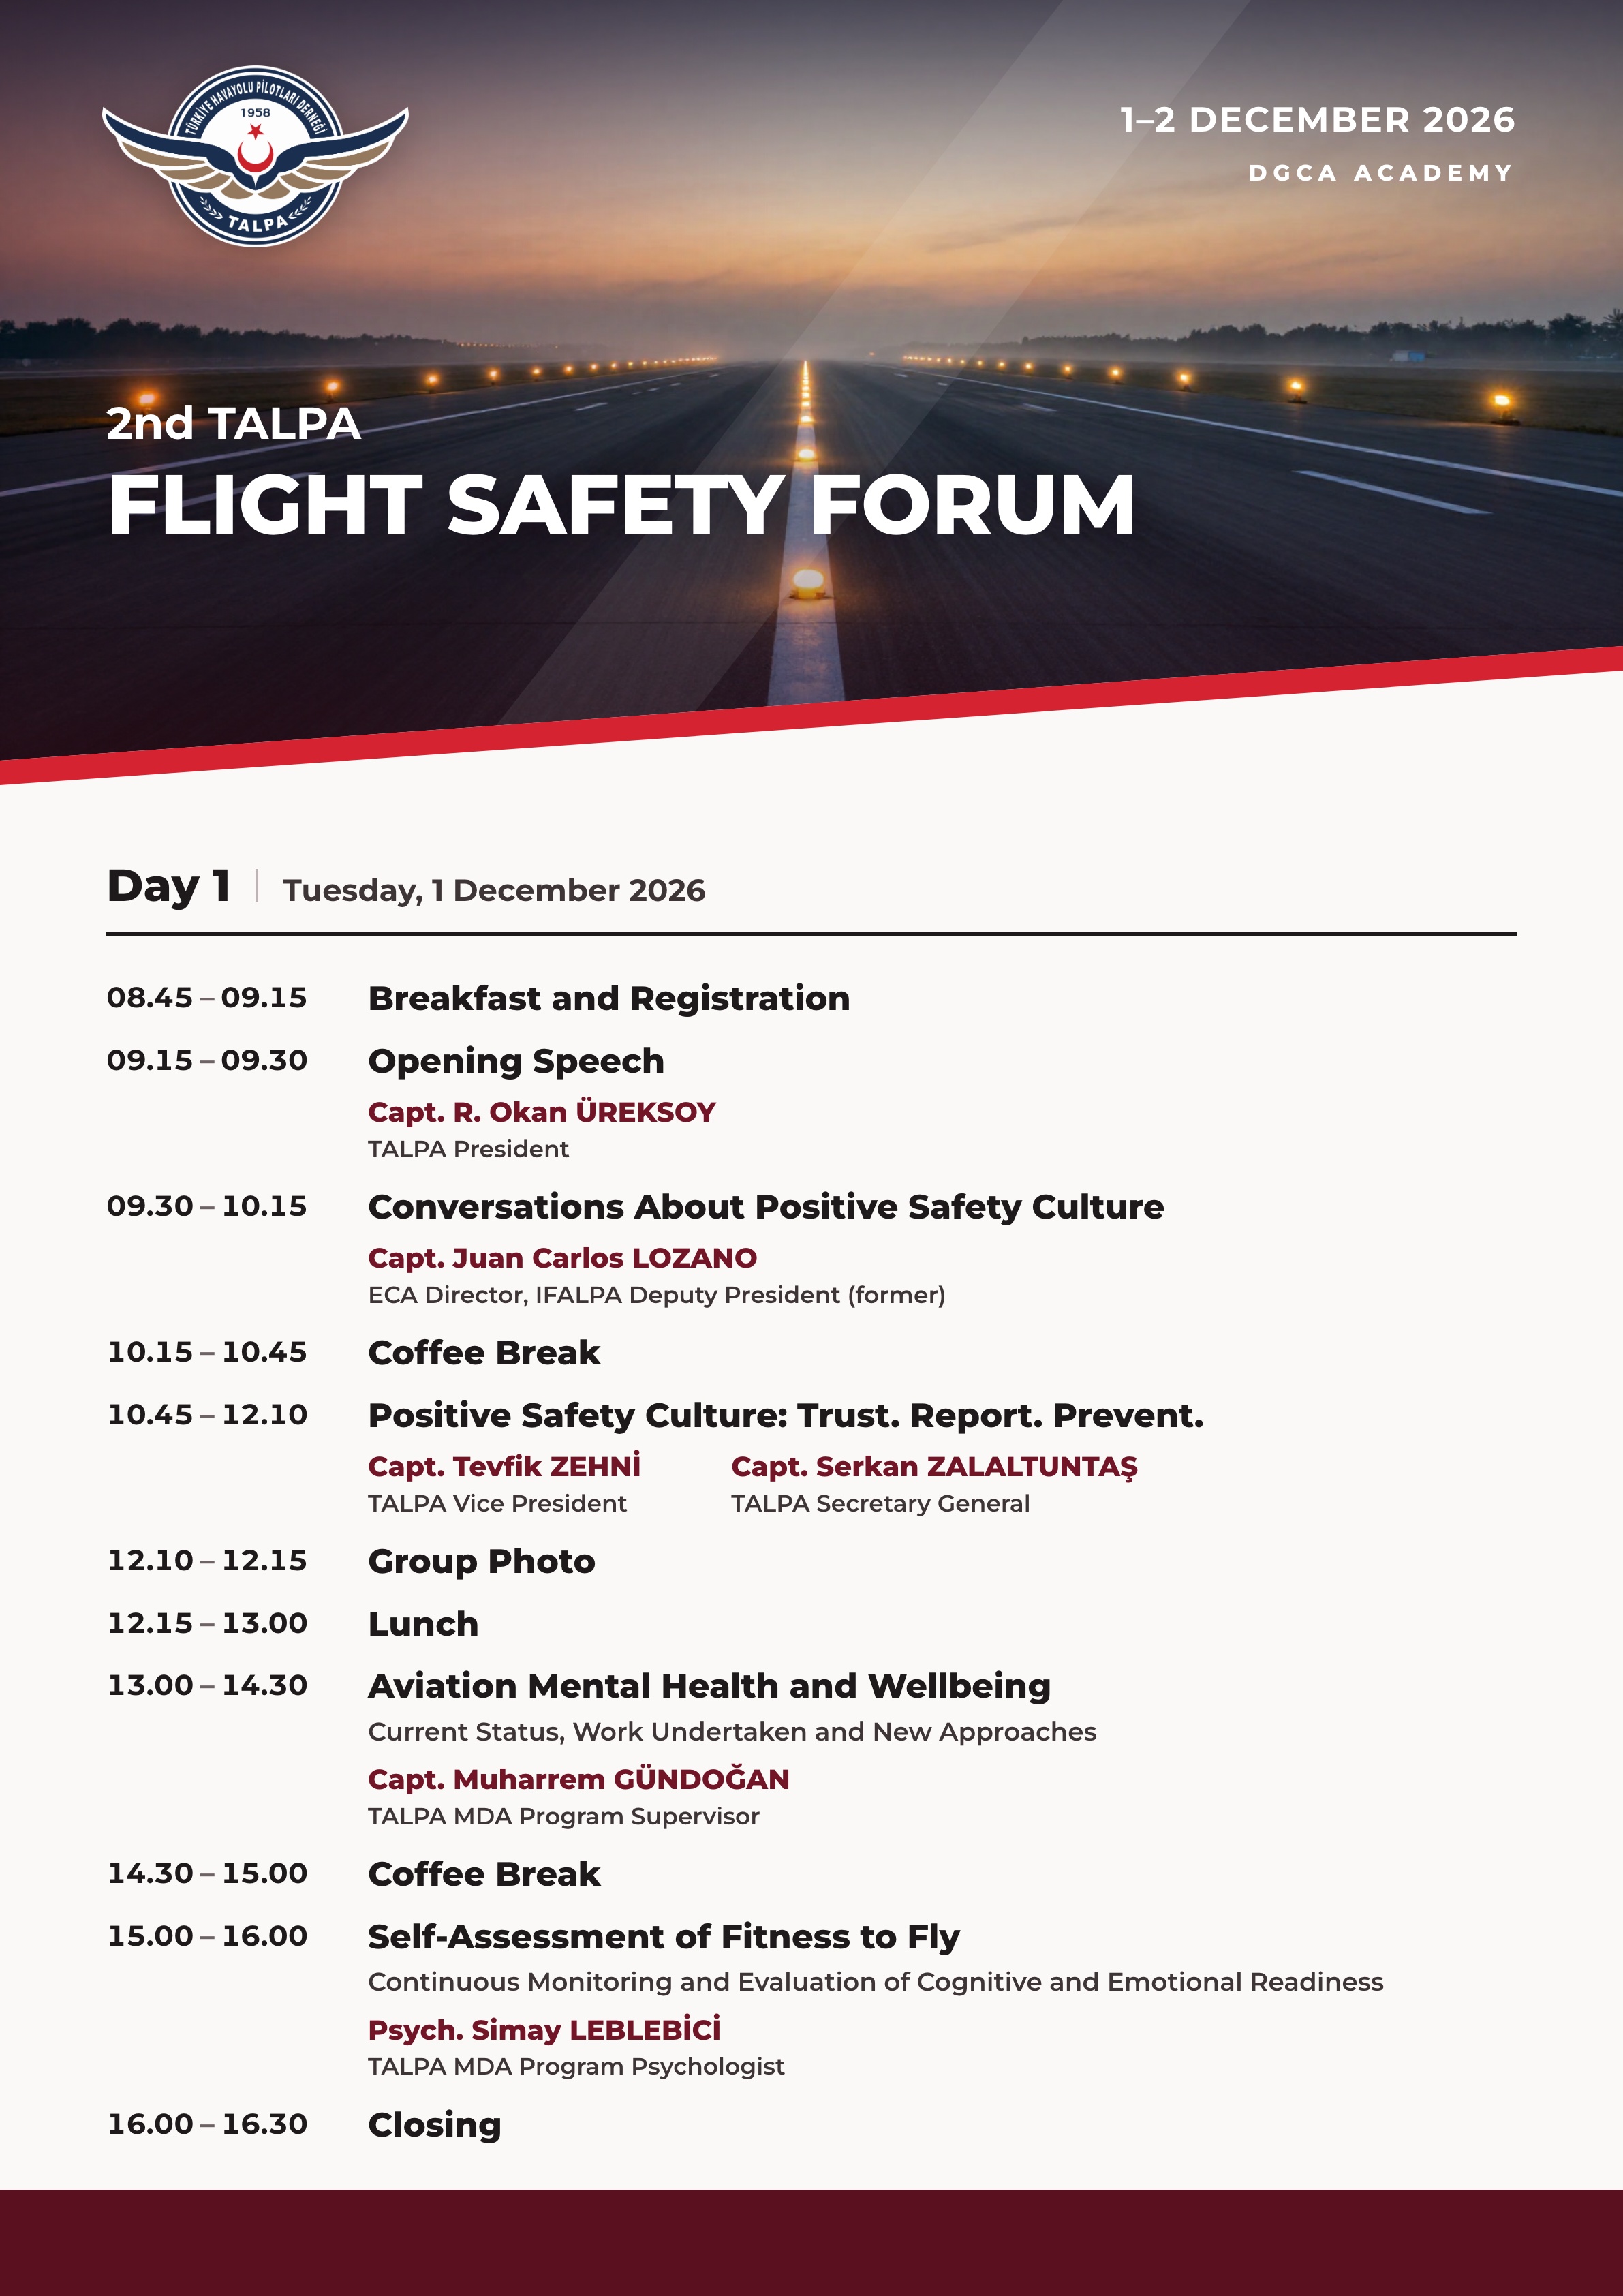 TÜRKİYE HAVAYOLU PİLOTLARI DERNEĞİ
1958
TALPA
1–2 DECEMBER 2026
DGCA ACADEMY
2nd TALPA
FLIGHT SAFETY FORUM
Day 1 | Tuesday, 1 December 2026
08.45 – 09.15 Breakfast and Registration
09.15 – 09.30 Opening Speech
Capt. R. Okan ÜREKSOY
TALPA President
09.30 – 10.15 Conversations About Positive Safety Culture
Capt. Juan Carlos LOZANO
ECA Director, IFALPA Deputy President (former)
10.15 – 10.45 Coffee Break
10.45 – 12.10 Positive Safety Culture: Trust. Report. Prevent.
Capt. Tevfik ZEHNİ Capt. Serkan ZALALTUNTAŞ
TALPA Vice President TALPA Secretary General
12.10 – 12.15 Group Photo
12.15 – 13.00 Lunch
13.00 – 14.30 Aviation Mental Health and Wellbeing
Current Status, Work Undertaken and New Approaches
Capt. Muharrem GÜNDOĞAN
TALPA MDA Program Supervisor
14.30 – 15.00 Coffee Break
15.00 – 16.00 Self-Assessment of Fitness to Fly
Continuous Monitoring and Evaluation of Cognitive and Emotional Readiness
Psych. Simay LEBLEBİCİ
TALPA MDA Program Psychologist
16.00 – 16.30 Closing